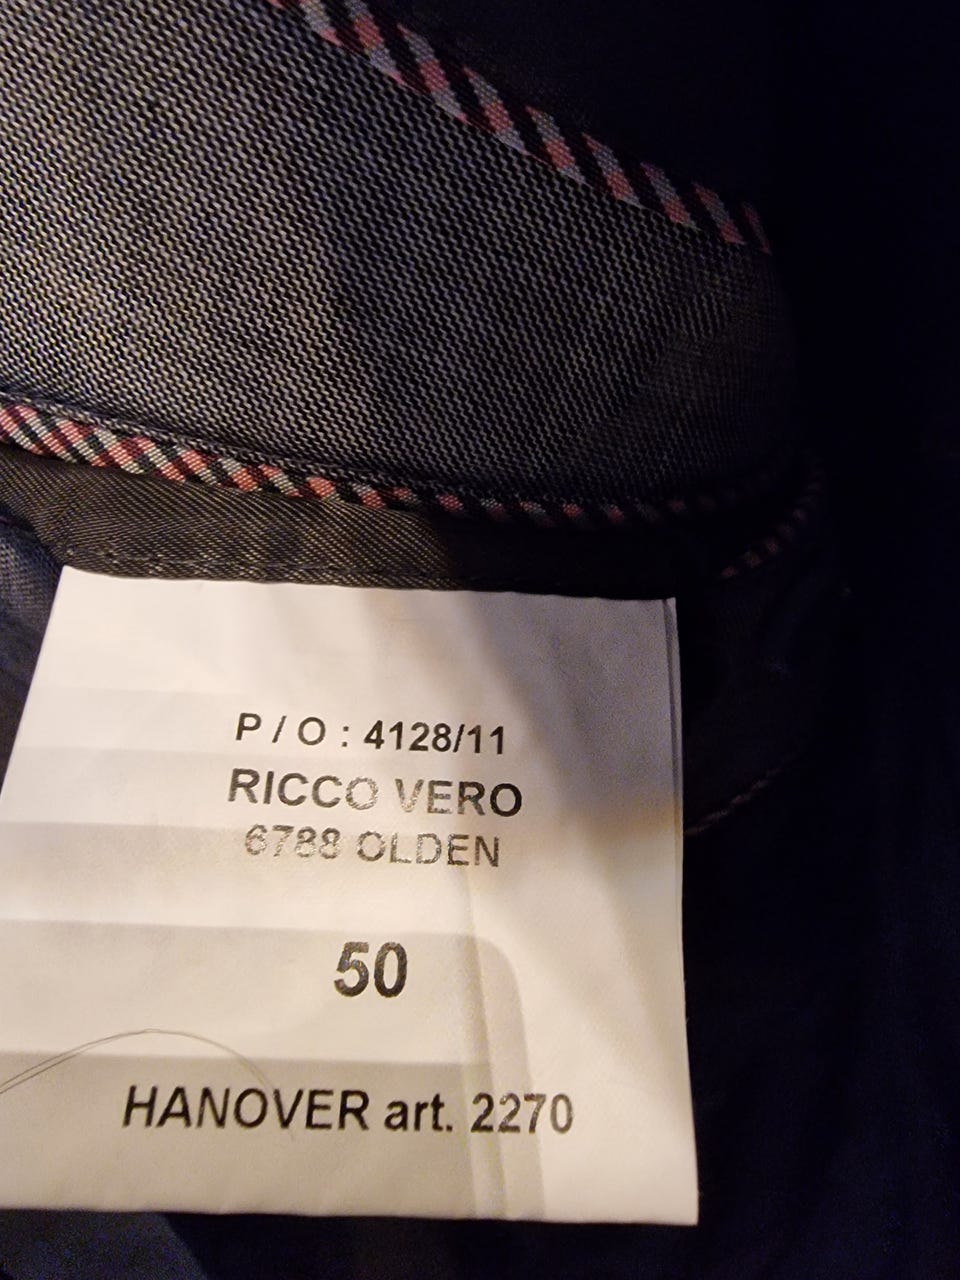 P / O : 4128/11
RICCO VERO
6788 OLDEN
50
HANOVER art. 2270